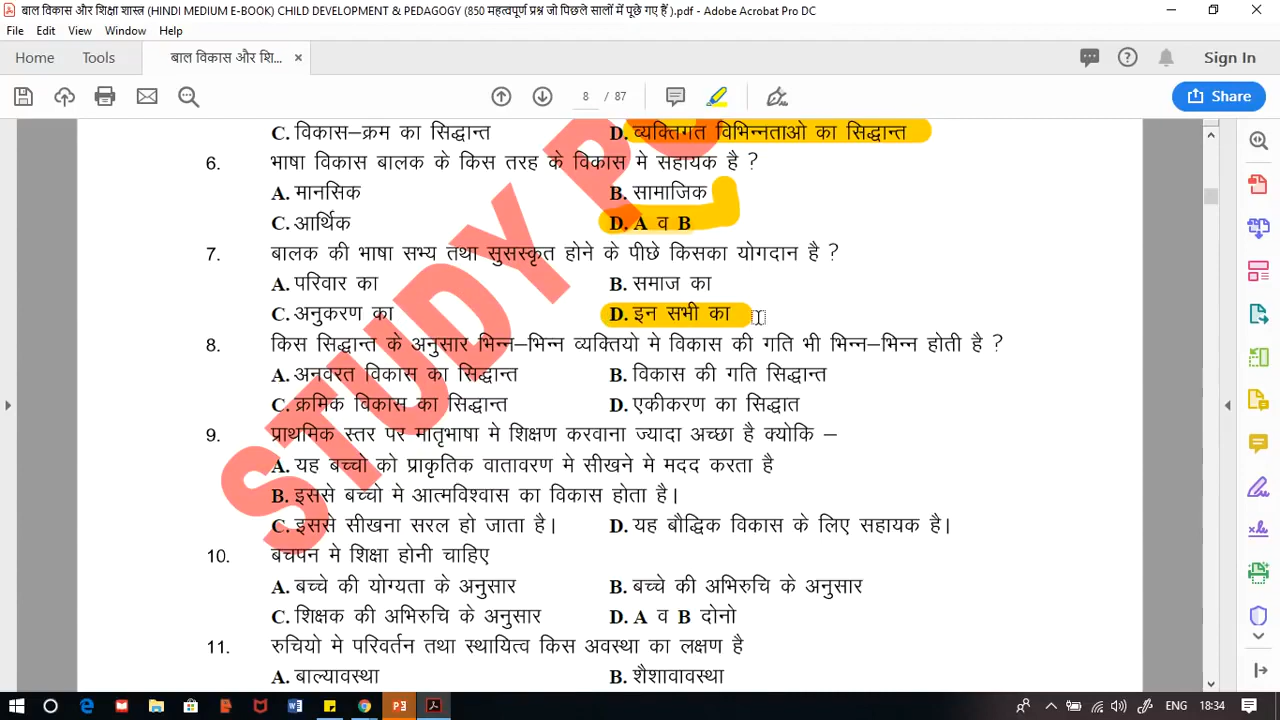 बाल विकास और शिक्षा शास्त्र (HINDI MEDIUM E-BOOK) CHILD DEVELOPMENT & PEDAGOGY (850 महत्वपूर्ण प्रश्न जो पिछले सालों में पूछे गए हैं ).pdf - Adobe Acrobat Pro DC
File Edit View Window Help
Home Tools बाल विकास और शि... × Sign In
8 / 87 Share
C. विकास–क्रम का सिद्धान्त D. व्यक्तिगत विभिन्नताओ का सिद्धान्त
6. भाषा विकास बालक के किस तरह के विकास मे सहायक है ?
A. मानसिक B. सामाजिक
C. आर्थिक D. A व B
7. बालक की भाषा सभ्य तथा सुसस्कृत होने के पीछे किसका योगदान है ?
A. परिवार का B. समाज का
C. अनुकरण का D. इन सभी का
8. किस सिद्धान्त के अनुसार भिन्न–भिन्न व्यक्तियो मे विकास की गति भी भिन्न–भिन्न होती है ?
A. अनवरत विकास का सिद्धान्त B. विकास की गति सिद्धान्त
C. क्रमिक विकास का सिद्धान्त D. एकीकरण का सिद्धात
9. प्राथमिक स्तर पर मातृभाषा मे शिक्षण करवाना ज्यादा अच्छा है क्योकि –
A. यह बच्चो को प्राकृतिक वातावरण मे सीखने मे मदद करता है
B. इससे बच्चो मे आत्मविश्वास का विकास होता है।
C. इससे सीखना सरल हो जाता है। D. यह बौद्धिक विकास के लिए सहायक है।
10. बचपन मे शिक्षा होनी चाहिए
A. बच्चे की योग्यता के अनुसार B. बच्चे की अभिरुचि के अनुसार
C. शिक्षक की अभिरुचि के अनुसार D. A व B दोनो
11. रुचियो मे परिवर्तन तथा स्थायित्व किस अवस्था का लक्षण है
A. बाल्यावस्था B. शैशावावस्था
STUDY PO
ENG 18:34